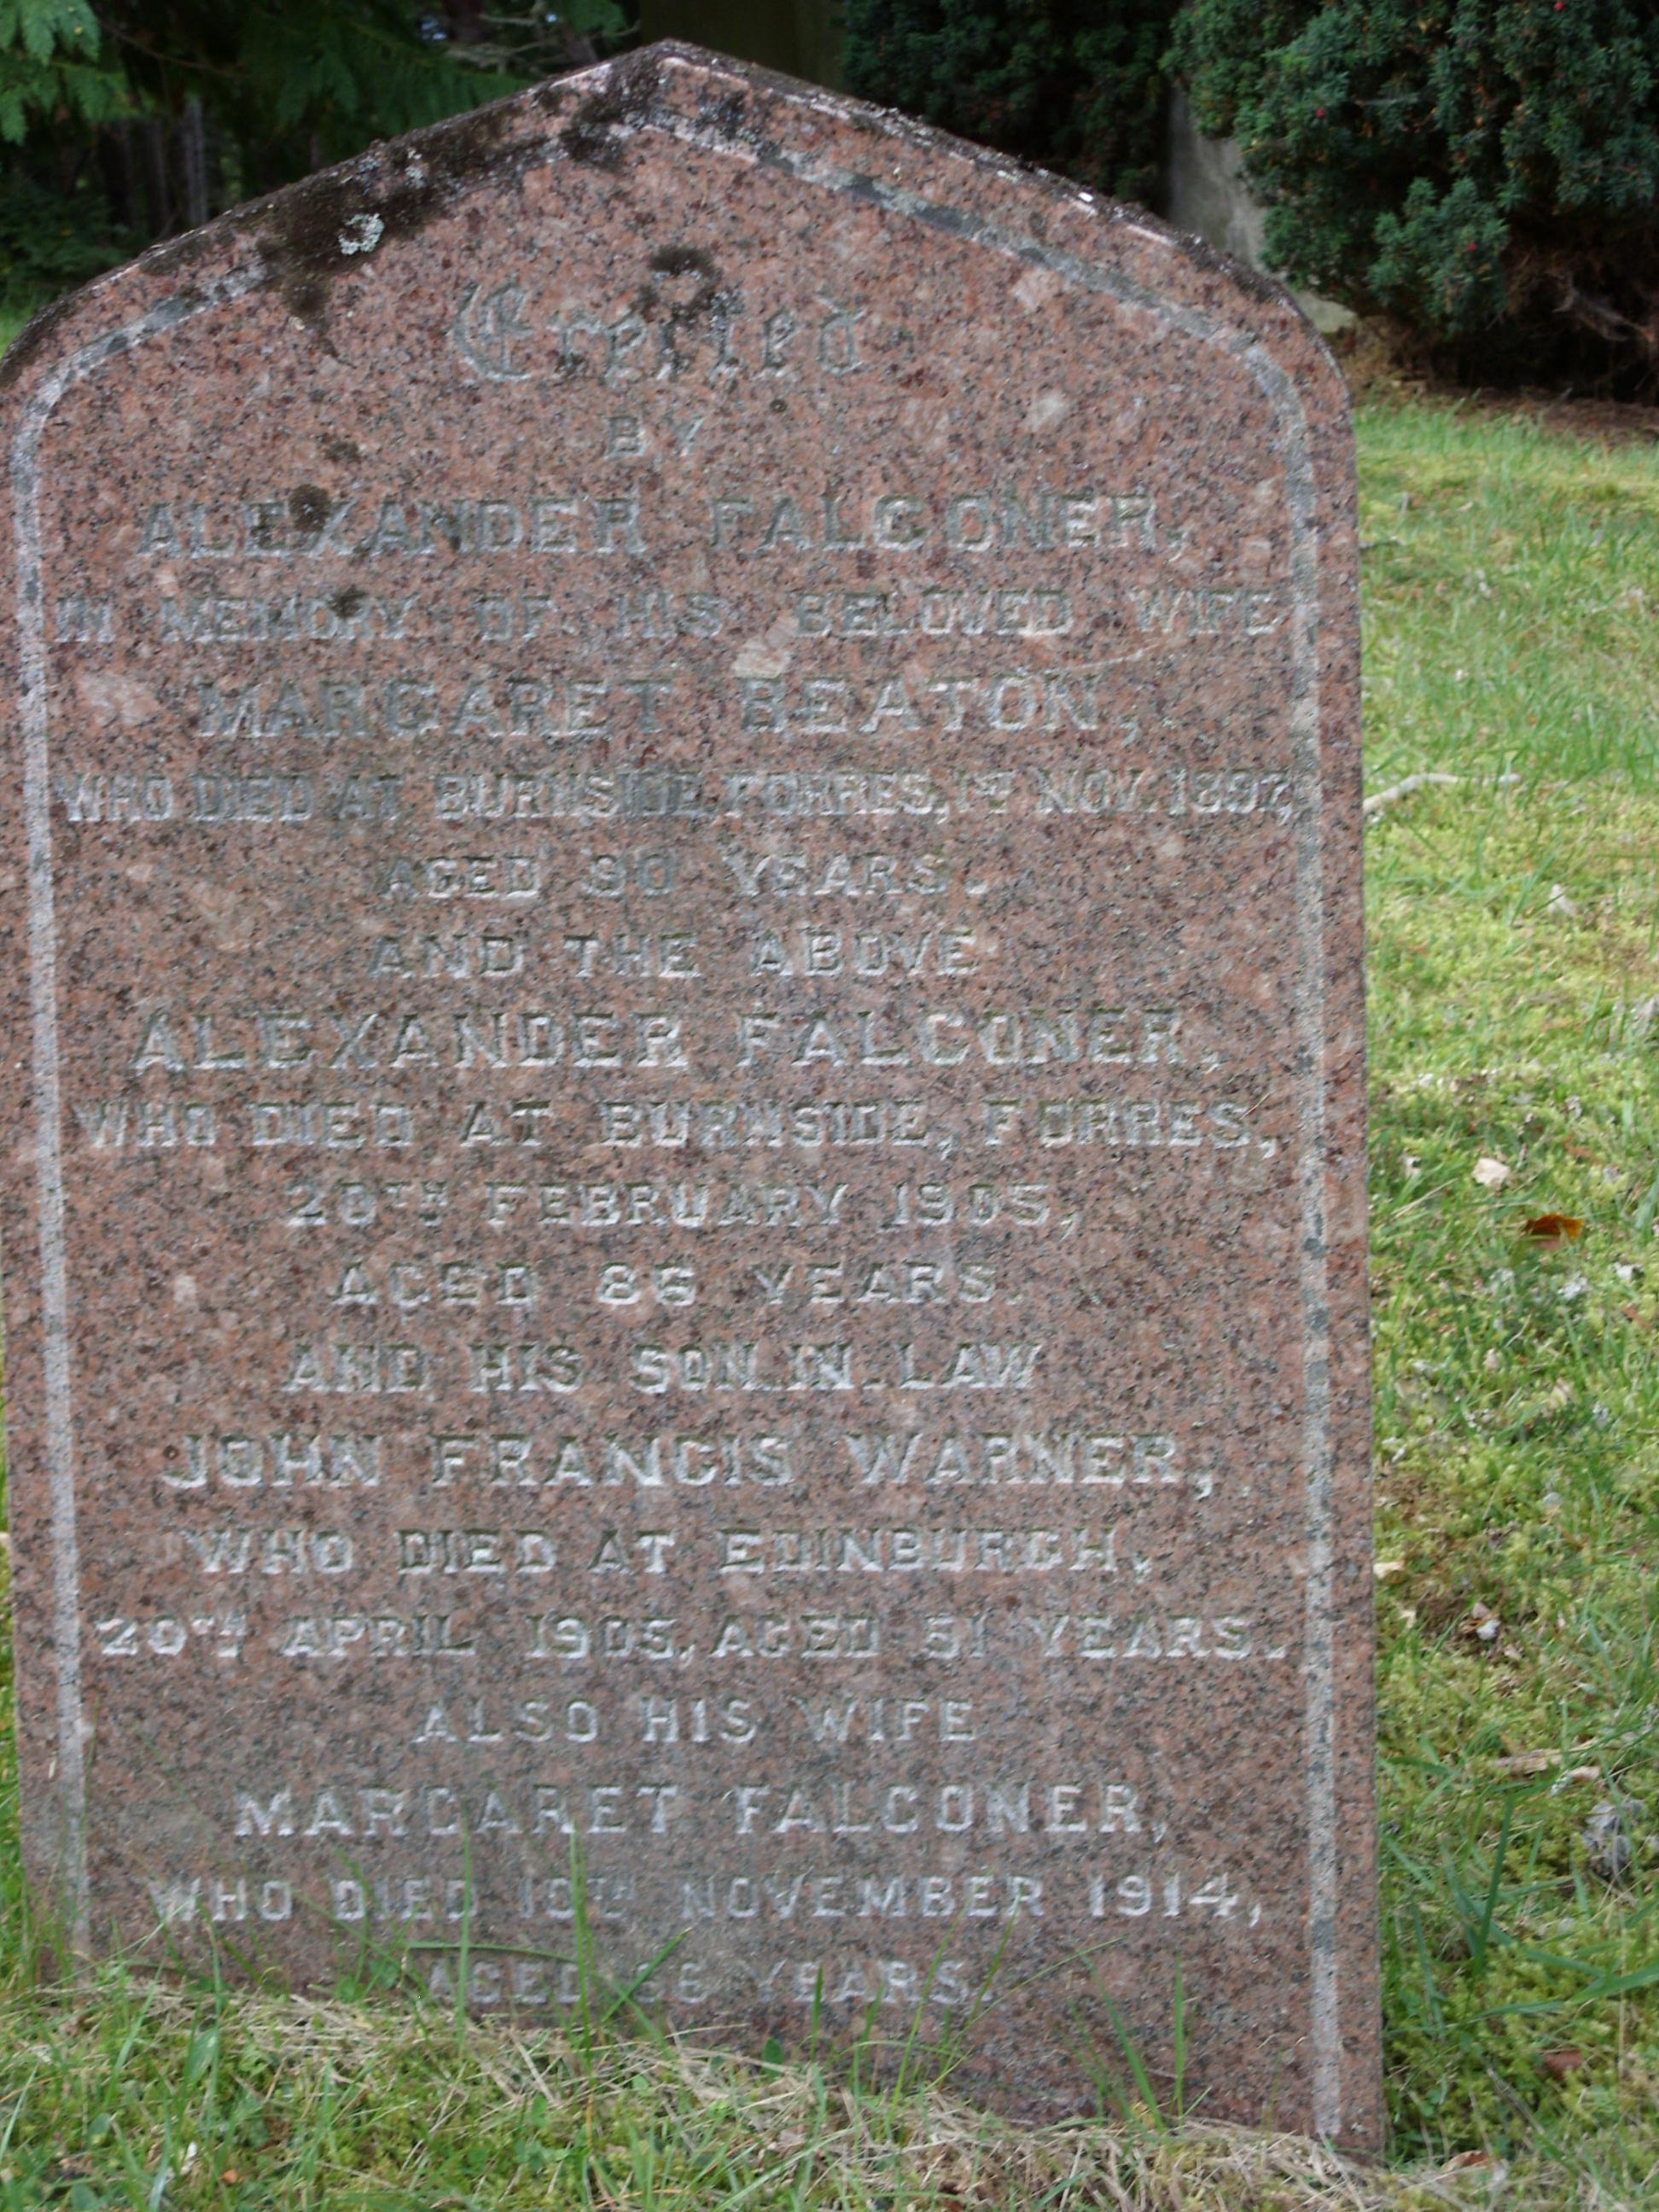 Erected
BY
ALEXANDER FALCONER,
IN MEMORY OF HIS BELOVED WIFE
MARGARET BEATON,
WHO DIED AT BURNSIDE, FORRES, 1ST NOV. 1897,
AGED 90 YEARS.
AND THE ABOVE
ALEXANDER FALCONER,
WHO DIED AT BURNSIDE, FORRES,
20TH FEBRUARY 1905,
AGED 86 YEARS.
AND HIS SON-IN-LAW
JOHN FRANCIS WARNER,
WHO DIED AT EDINBURGH,
20TH APRIL 1905, AGED 51 YEARS.
ALSO HIS WIFE
MARGARET FALCONER,
WHO DIED 10TH NOVEMBER 1914,
AGED YEARS.